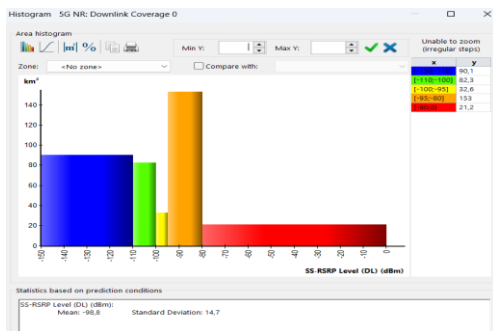 Histogram 5G NR: Downlink Coverage 0
Area histogram
Min Y:
Max Y:
Unable to zoom
(irregular steps)
Zone: <No zone>
Compare with:
x y
90,1
[-110;-100] 82,3
[-100;-95] 32,6
[-95;-80] 153
21,2
km²
140
120
100
80
60
40
20
0
-150 -140 -130 -120 -110 -100 -90 -80 -70 -60 -50 -40 -30 -20 -10 0
SS-RSRP Level (DL) (dBm)
Statistics based on prediction conditions
SS-RSRP Level (DL) (dBm):
Mean: -98,8 Standard Deviation: 14,7